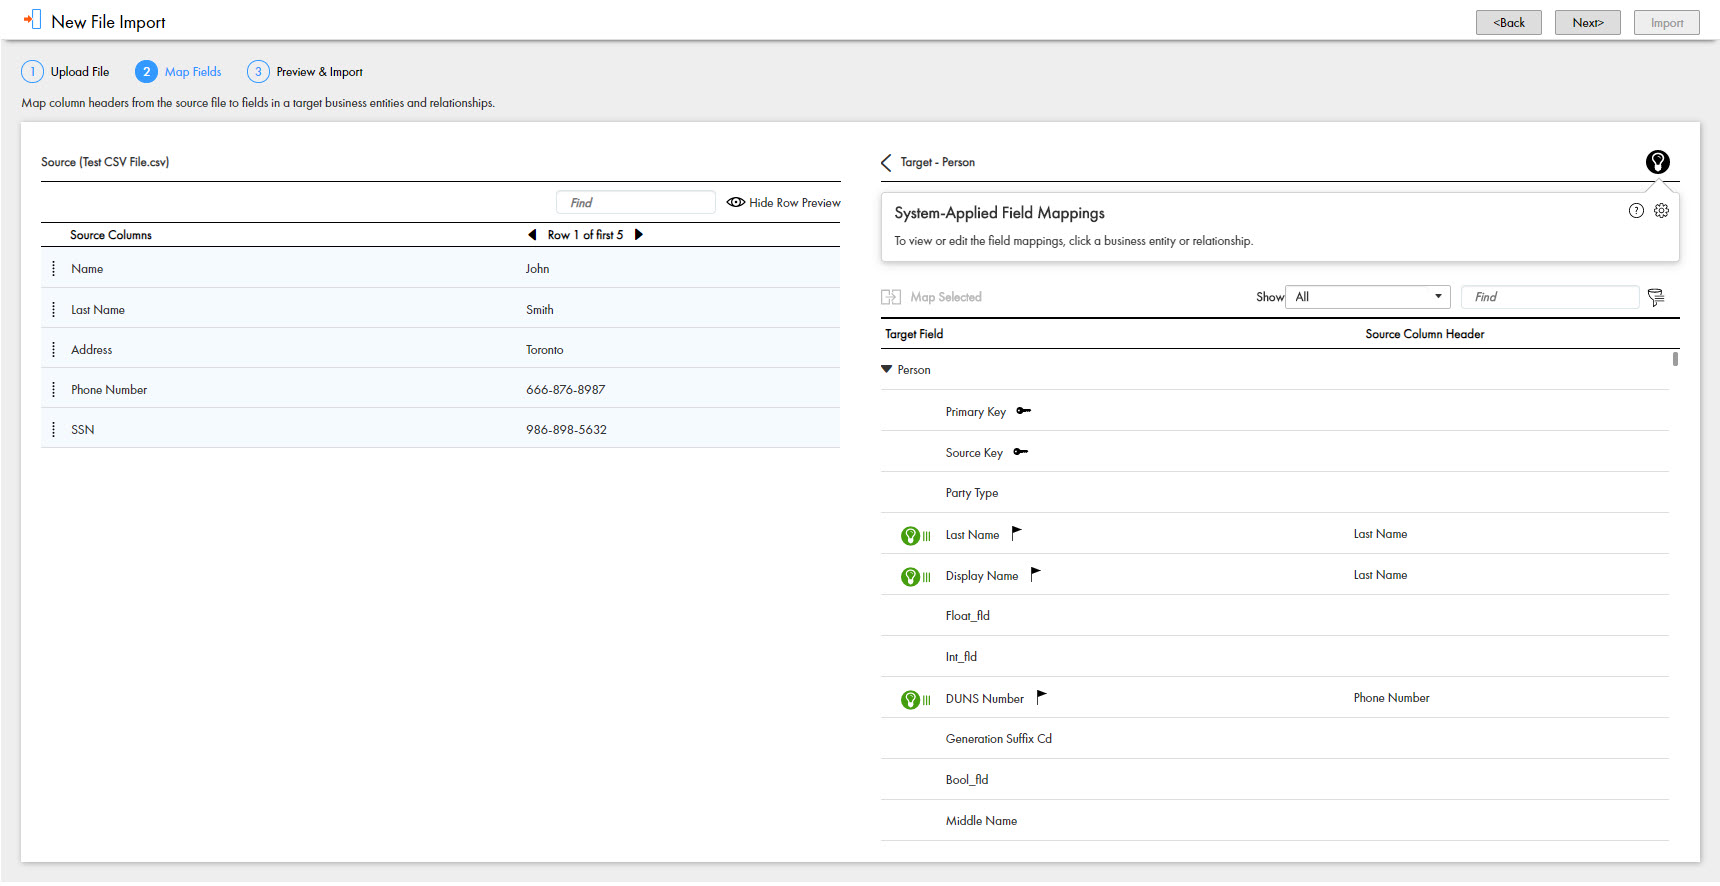 New File Import
<Back
Next>
Import
1 Upload File
2 Map Fields
3 Preview & Import
Map column headers from the source file to fields in a target business entities and relationships.
Source (Test CSV File.csv)
Find
Hide Row Preview
Source Columns
Row 1 of first 5
Name John
Last Name Smith
Address Toronto
Phone Number 666-876-8987
SSN 986-898-5632
Target - Person
System-Applied Field Mappings
?
To view or edit the field mappings, click a business entity or relationship.
Map Selected
Show All
Find
Target Field Source Column Header
Person
Primary Key
Source Key
Party Type
Last Name Last Name
Display Name Last Name
Float_fld
Int_fld
DUNS Number Phone Number
Generation Suffix Cd
Bool_fld
Middle Name